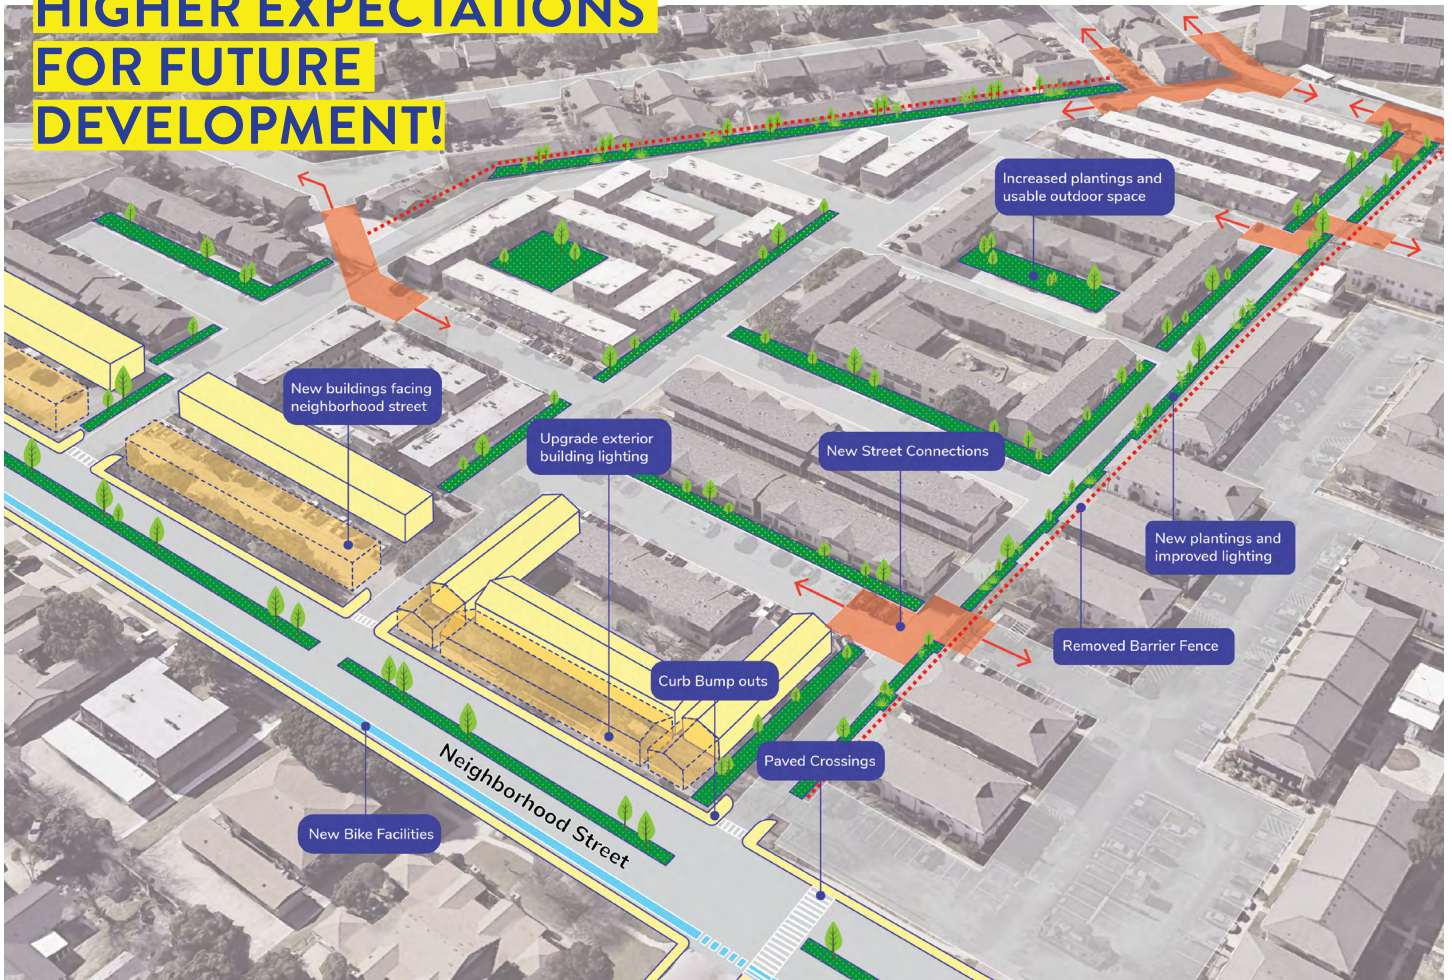 HIGHER EXPECTATIONS
FOR FUTURE
DEVELOPMENT!
Increased plantings and
usable outdoor space
New buildings facing
neighborhood street
Upgrade exterior
building lighting
New Street Connections
New plantings and
improved lighting
Removed Barrier Fence
Curb Bump outs
Paved Crossings
Neighborhood Street
New Bike Facilities